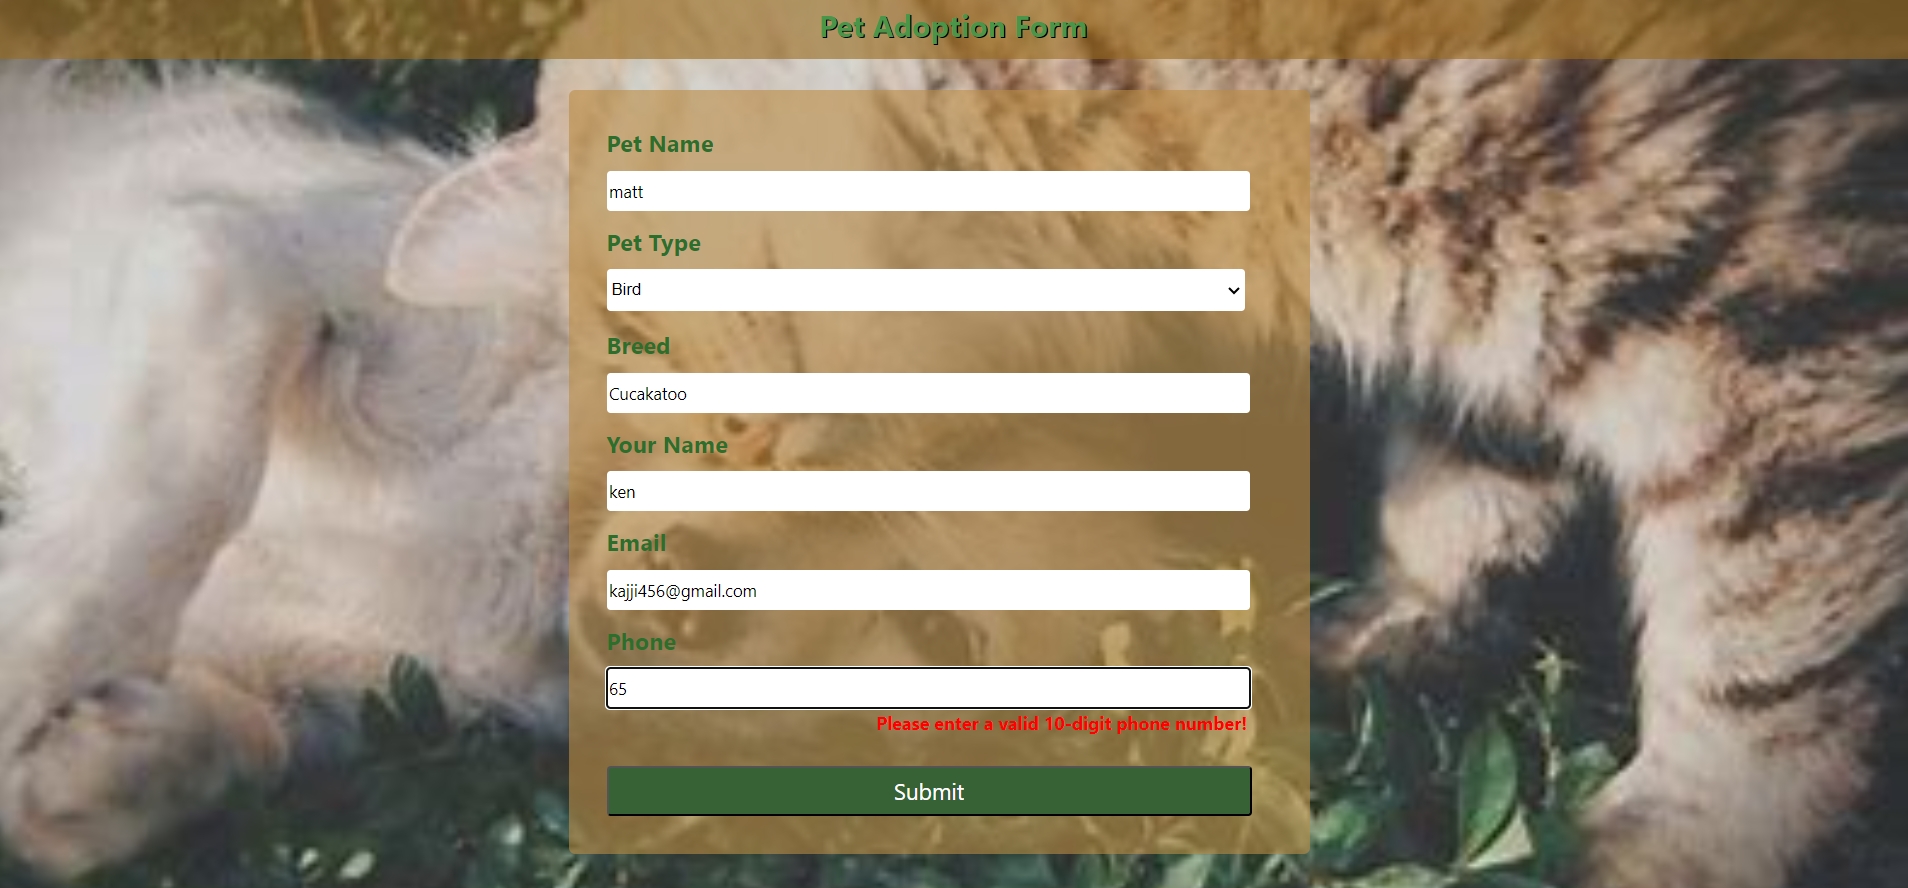 Pet Adoption Form
Pet Name
matt
Pet Type
Bird
Breed
Cucakatoo
Your Name
ken
Email
kajji456@gmail.com
Phone
65
Please enter a valid 10-digit phone number!
Submit